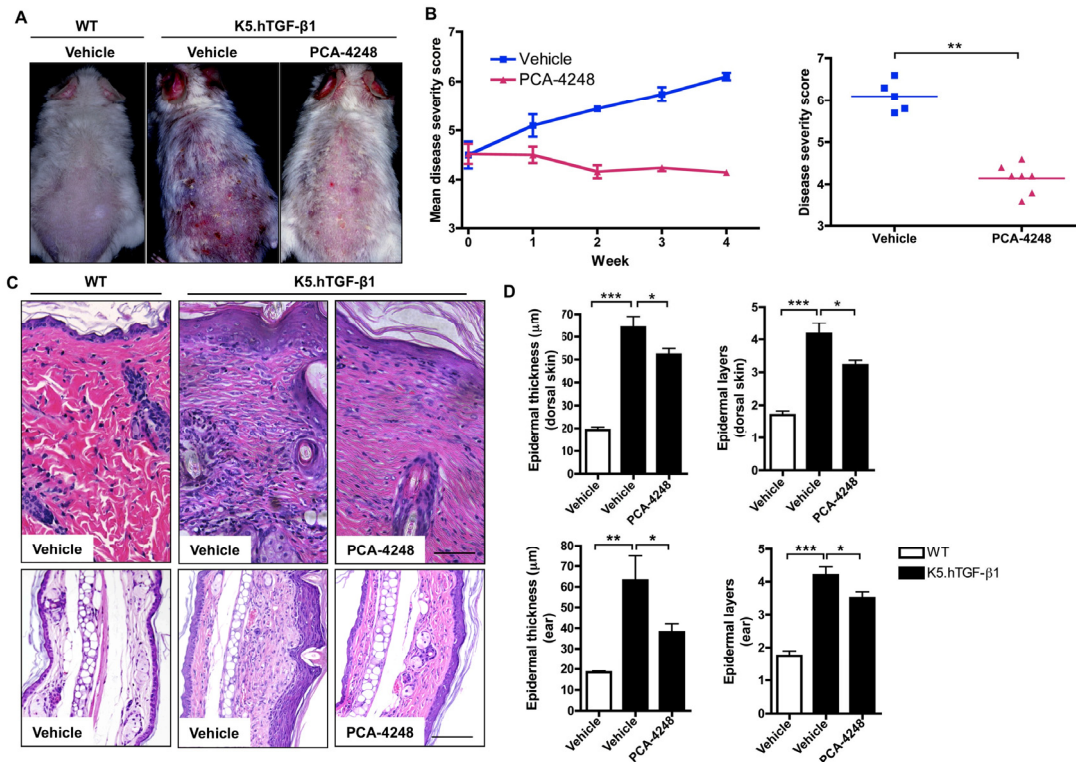 A
WT
K5.hTGF-β1
Vehicle
Vehicle
PCA-4248
B
Mean disease severity score
7
6
5
4
3
Vehicle
PCA-4248
0
1
2
3
4
Week
Disease severity score
7
6
5
4
3
**
Vehicle
PCA-4248
C
WT
K5.hTGF-β1
Vehicle
Vehicle
PCA-4248
Vehicle
Vehicle
PCA-4248
D
Epidermal thickness (μm)
(dorsal skin)
70
60
50
40
30
20
10
0
***
*
Vehicle
Vehicle
PCA-4248
Epidermal layers
(dorsal skin)
5
4
3
2
1
0
***
*
Vehicle
Vehicle
PCA-4248
Epidermal thickness (μm)
(ear)
80
70
60
50
40
30
20
10
0
**
*
Vehicle
Vehicle
PCA-4248
Epidermal layers
(ear)
5
4
3
2
1
0
***
*
Vehicle
Vehicle
PCA-4248
WT
K5.hTGF-β1